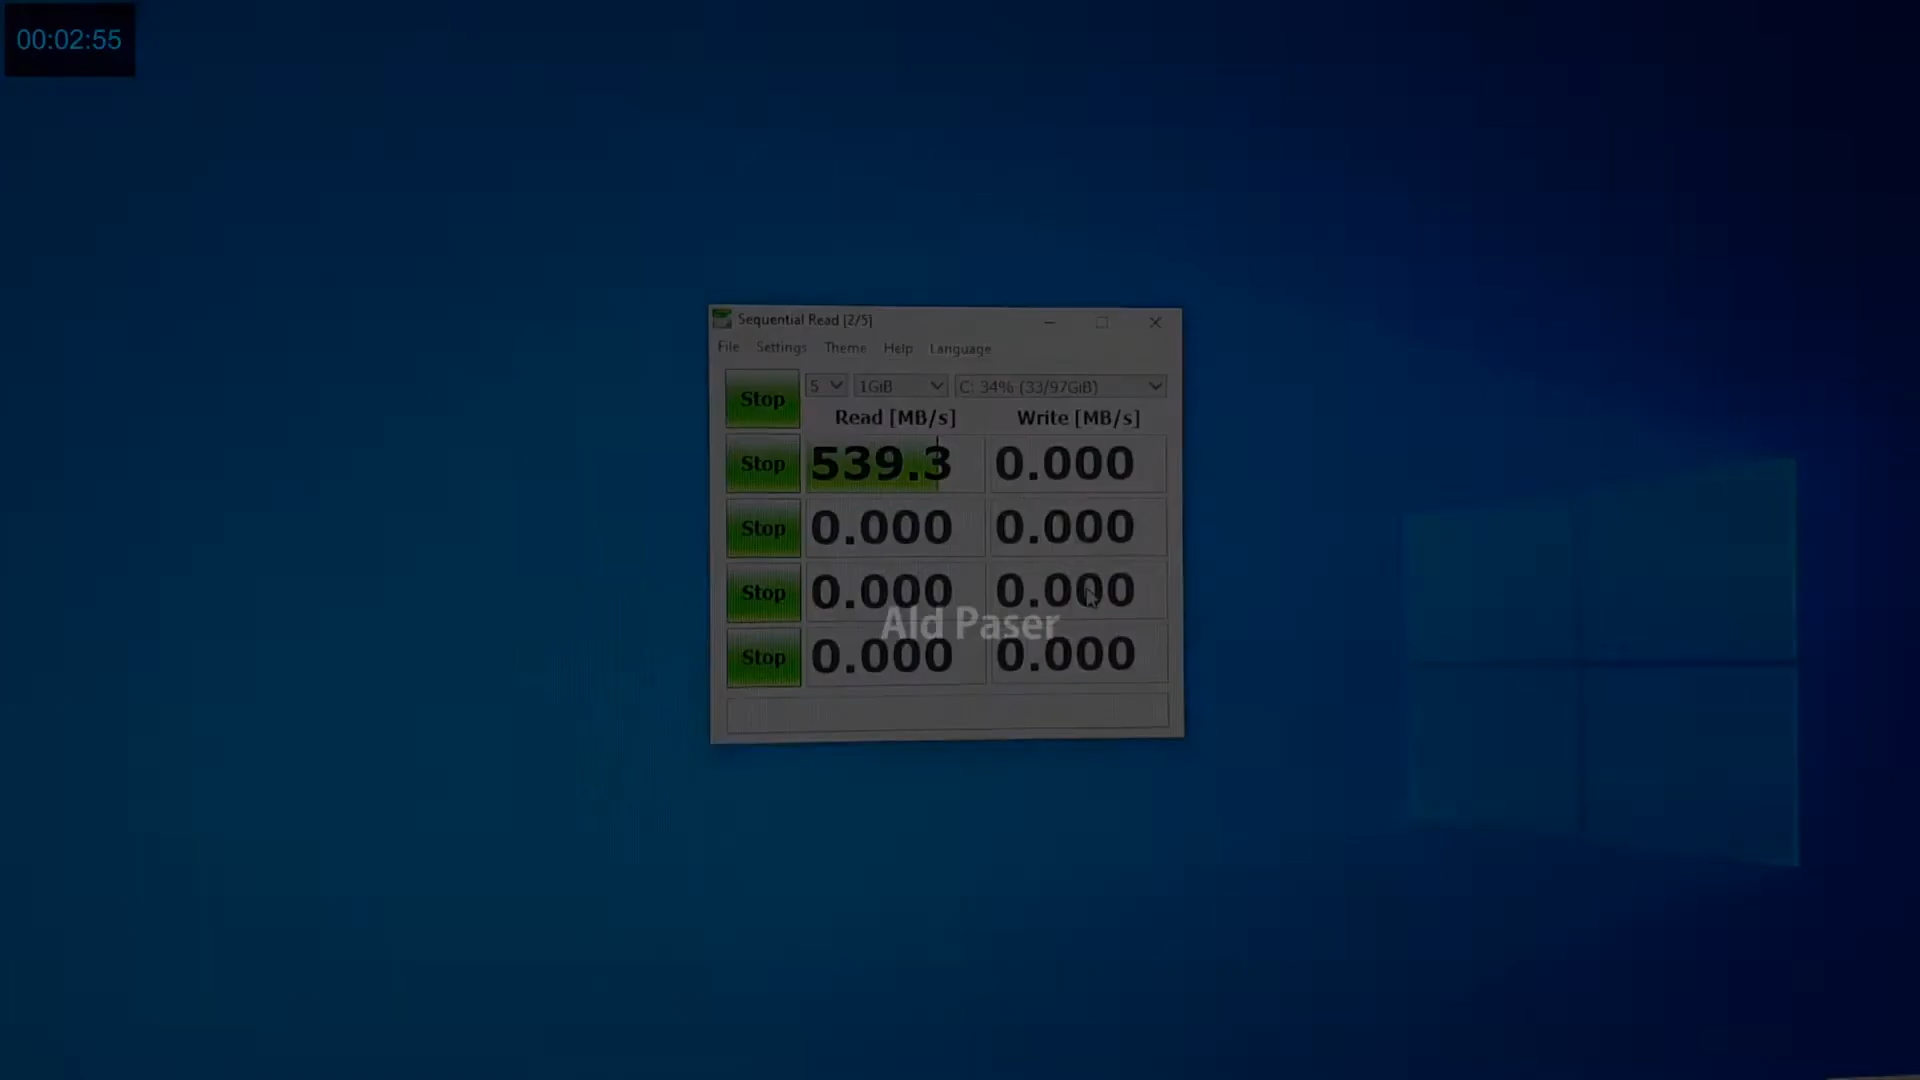 00:02:55
Sequential Read [2/5]
File Settings Theme Help Language
Stop 5 1GiB C: 34% (33/97GiB)
Read [MB/s] Write [MB/s]
Stop 539.3 0.000
Stop 0.000 0.000
Stop 0.000 0.000
Ald Paser
Stop 0.000 0.000